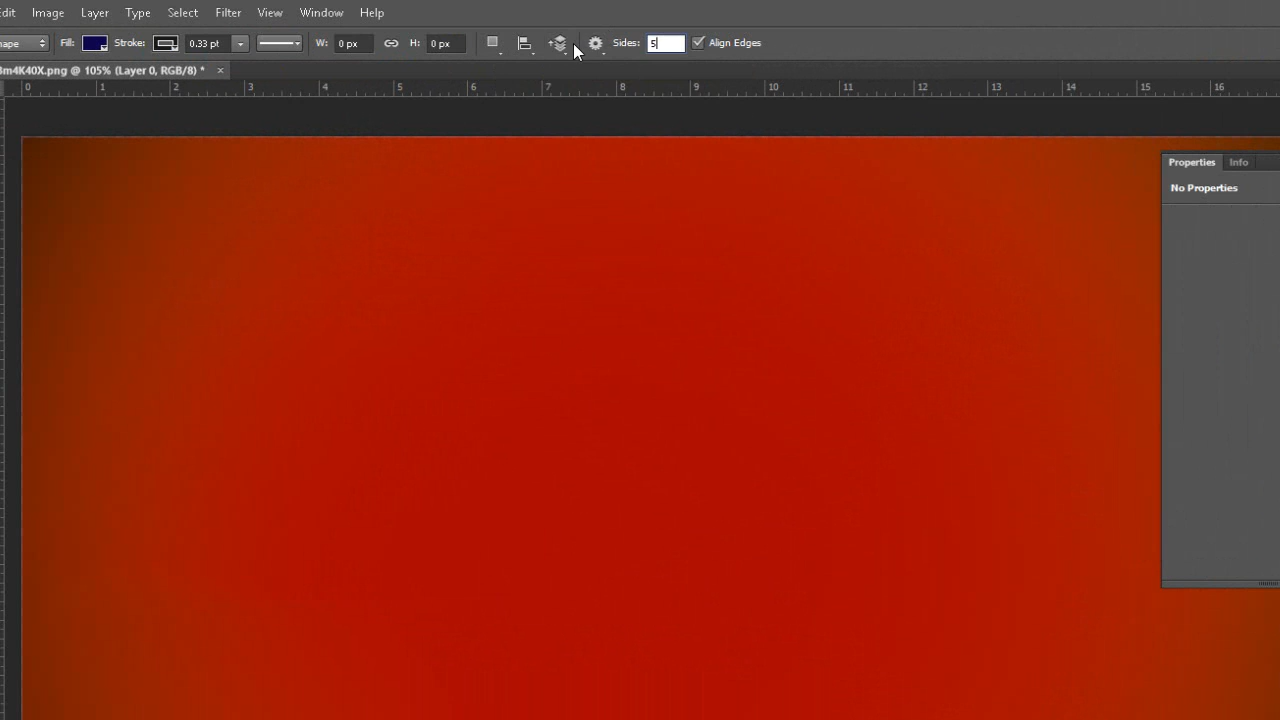 Edit Image Layer Type Select Filter View Window Help
hape Fill: Stroke: 0.33 pt W: 0 px H: 0 px Sides: 5 Align Edges
3m4K40X.png @ 105% (Layer 0, RGB/8) * ×
0 1 2 3 4 5 6 7 8 9 10 11 12 13 14 15 16
Properties Info
No Properties